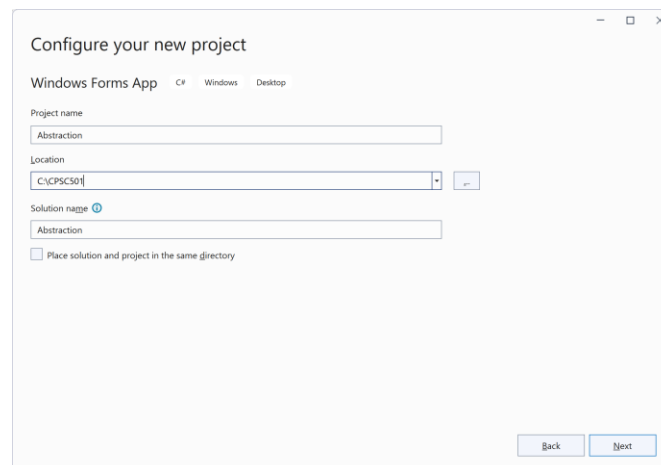 Configure your new project
Windows Forms App C# Windows Desktop
Project name
Abstraction
Location
C:\CPSC501
Solution name
Abstraction
Place solution and project in the same directory
Back Next